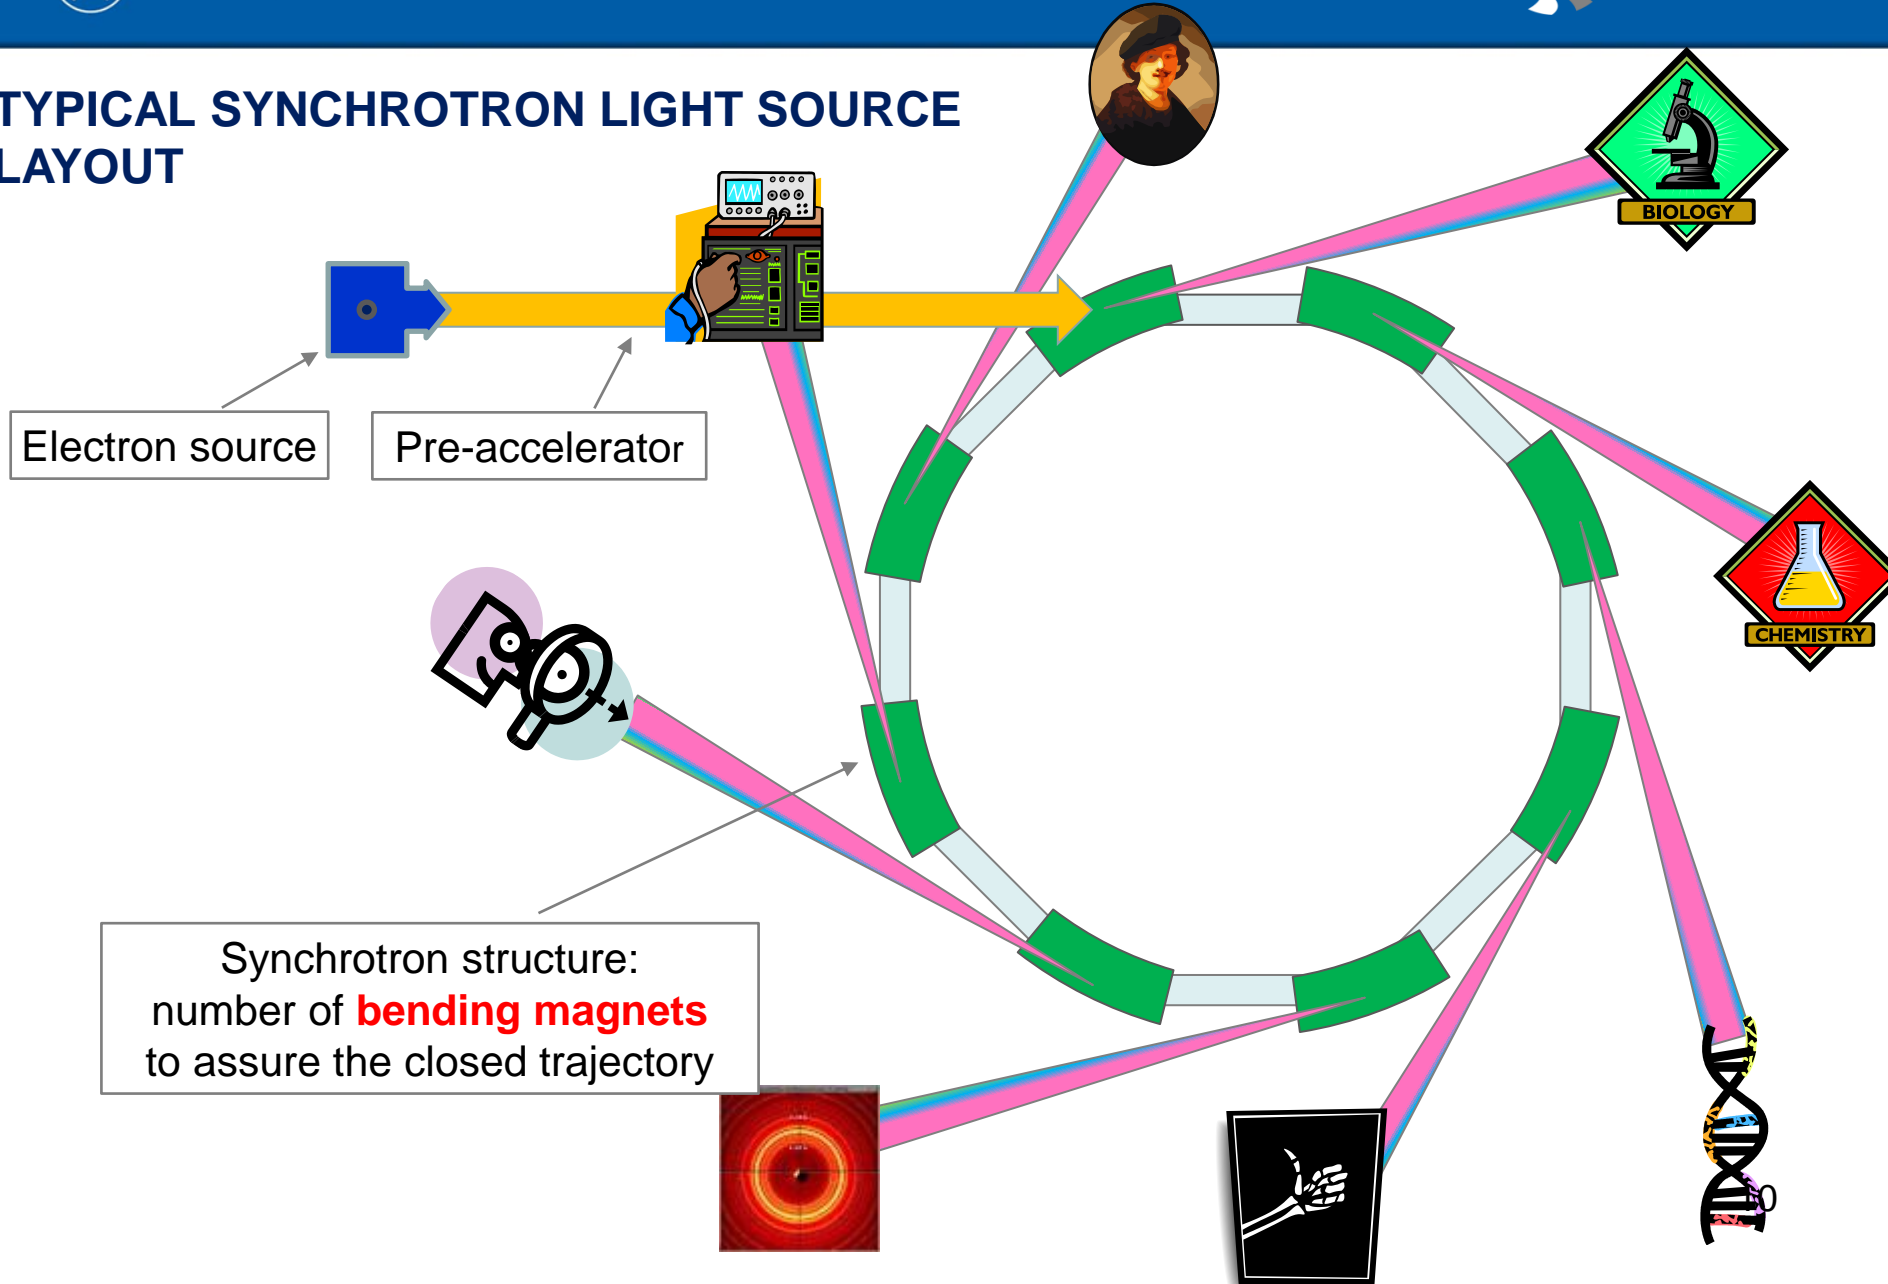 TYPICAL SYNCHROTRON LIGHT SOURCE
LAYOUT
BIOLOGY
Electron source
Pre-accelerator
CHEMISTRY
Synchrotron structure:
number of bending magnets
to assure the closed trajectory